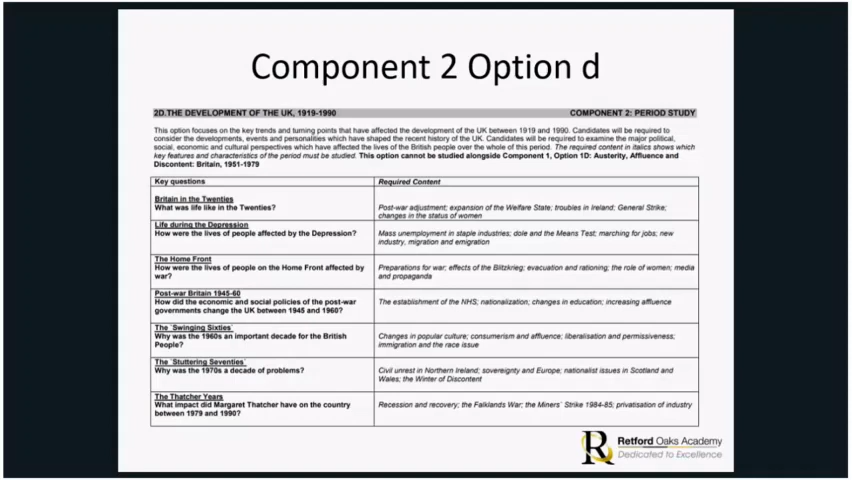 Component 2 Option d
2D.THE DEVELOPMENT OF THE UK, 1919-1990 COMPONENT 2: PERIOD STUDY
This option focuses on the key trends and turning points that have affected the development of the UK between 1919 and 1990. Candidates will be required to
consider the developments, events and personalities which have shaped the recent history of the UK. Candidates will be required to examine the major political,
social, economic and cultural perspectives which have affected the lives of the British people over the whole of this period. The required content in italics shows which
key features and characteristics of the period must be studied. This option cannot be studied alongside Component 1, Option 1D: Austerity, Affluence and
Discontent: Britain, 1951-1979
Key questions Required Content
Britain in the Twenties
What was life like in the Twenties? Post-war adjustment; expansion of the Welfare State; troubles in Ireland; General Strike;
changes in the status of women
Life during the Depression
How were the lives of people affected by the Depression? Mass unemployment in staple industries; dole and the Means Test; marching for jobs; new
industry, migration and emigration
The Home Front
How were the lives of people on the Home Front affected by
war?
Preparations for war; effects of the Blitzkrieg; evacuation and rationing; the role of women; media
and propaganda
Post-war Britain 1945-60
How did the economic and social policies of the post-war
governments change the UK between 1945 and 1960?
The establishment of the NHS; nationalization; changes in education; increasing affluence
The `Swinging Sixties`
Why was the 1960s an important decade for the British
People?
Changes in popular culture; consumerism and affluence; liberalisation and permissiveness;
immigration and the race issue
The `Stuttering Seventies`
Why was the 1970s a decade of problems?
Civil unrest in Northern Ireland; sovereignty and Europe; nationalist issues in Scotland and
Wales; the Winter of Discontent
The Thatcher Years
What impact did Margaret Thatcher have on the country
between 1979 and 1990?
Recession and recovery; the Falklands War; the Miners` Strike 1984-85; privatisation of industry
Retford Oaks Academy
Dedicated to Excellence